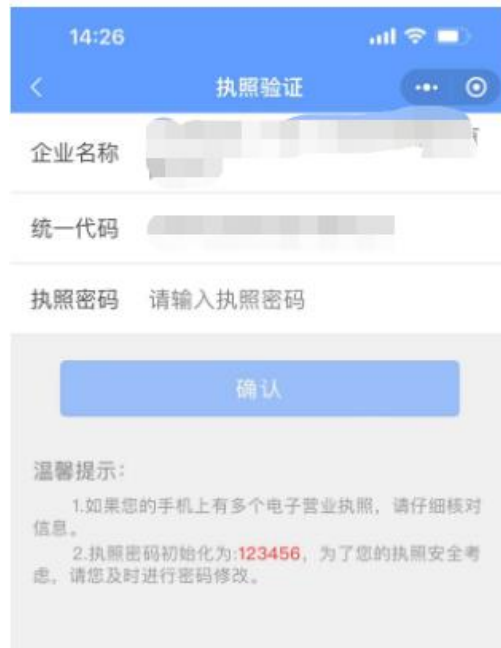 14:26
执照验证
企业名称
统一代码
执照密码 请输入执照密码
确认
温馨提示:
1.如果您的手机上有多个电子营业执照，请仔细核对
信息。
2.执照密码初始化为:123456，为了您的执照安全考
虑，请您及时进行密码修改。